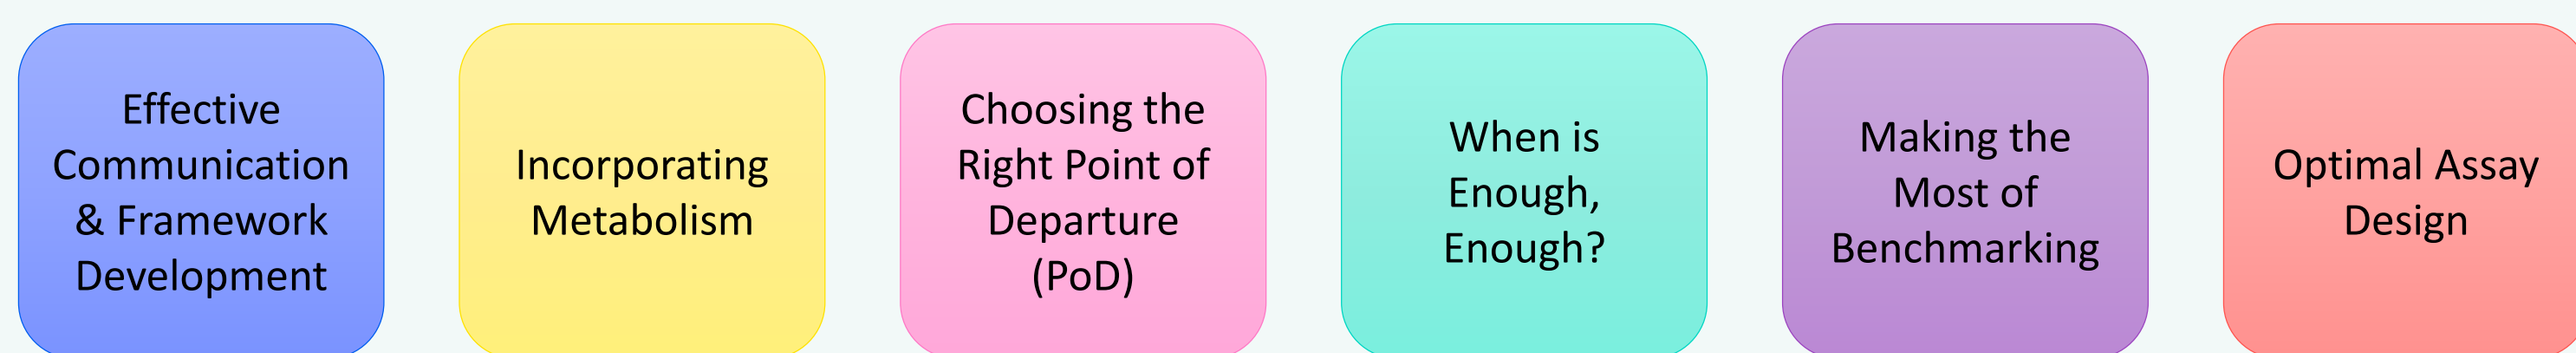 Effective
Communication
& Framework
Development
Incorporating
Metabolism
Choosing the
Right Point of
Departure
(PoD)
When is
Enough,
Enough?
Making the
Most of
Benchmarking
Optimal Assay
Design